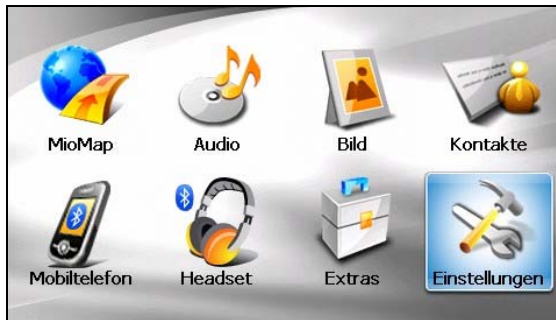 MioMap
Audio
Bild
Kontakte
Mobiltelefon
Headset
Extras
Einstellungen